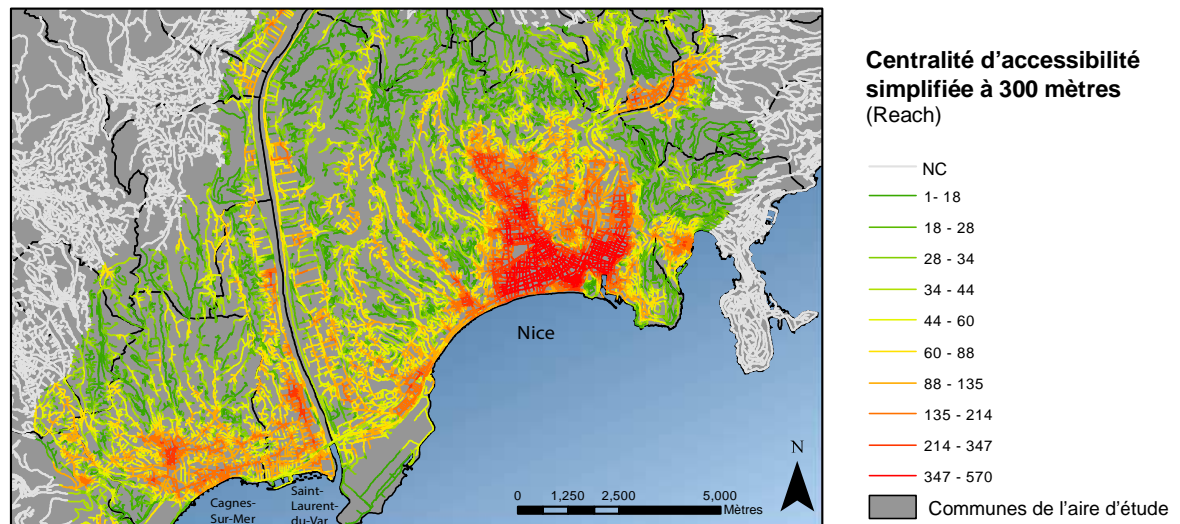 Nice
Cagnes-
Sur-Mer
Saint-
Laurent-
du-Var
N
0 1,250 2,500 5,000
Mètres
Centralité d'accessibilité
simplifiée à 300 mètres
(Reach)
NC
1- 18
18 - 28
28 - 34
34 - 44
44 - 60
60 - 88
88 - 135
135 - 214
214 - 347
347 - 570
Communes de l'aire d'étude